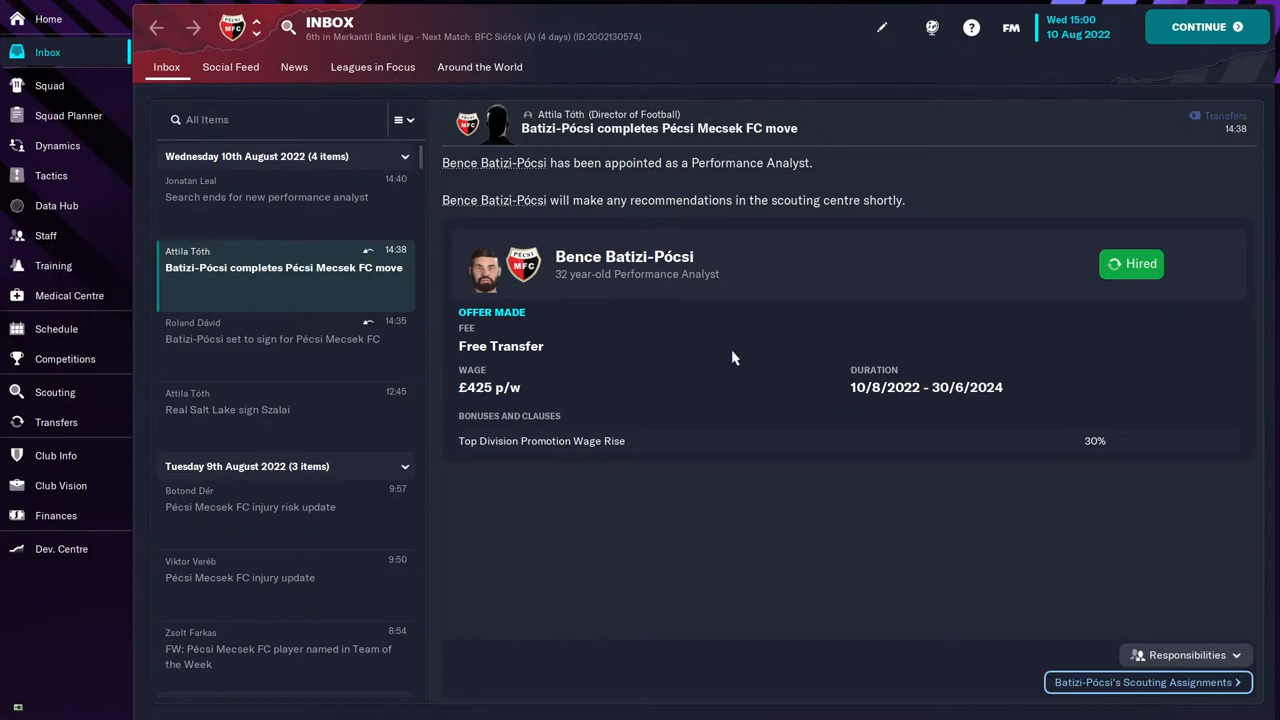 Home
Inbox
Squad
Squad Planner
Dynamics
Tactics
Data Hub
Staff
Training
Medical Centre
Schedule
Competitions
Scouting
Transfers
Club Info
Club Vision
Finances
Dev. Centre
INBOX
6th in Merkantil Bank liga - Next Match: BFC Siófok (A) (4 days) (ID:2002130574)
FM
Wed 15:00
10 Aug 2022
CONTINUE
Inbox
Social Feed
News
Leagues in Focus
Around the World
All Items
Wednesday 10th August 2022 (4 items)
Jonatan Leal
14:40
Search ends for new performance analyst
Attila Tóth
14:38
Batizi-Pócsi completes Pécsi Mecsek FC move
Roland Dávid
14:35
Batizi-Pócsi set to sign for Pécsi Mecsek FC
Attila Tóth
12:45
Real Salt Lake sign Szalai
Tuesday 9th August 2022 (3 items)
Botond Dér
9:57
Pécsi Mecsek FC injury risk update
Viktor Veréb
9:50
Pécsi Mecsek FC injury update
Zsolt Farkas
8:54
FW: Pécsi Mecsek FC player named in Team of
the Week
Attila Tóth (Director of Football)
Batizi-Pócsi completes Pécsi Mecsek FC move
Transfers
14:38
Bence Batizi-Pócsi has been appointed as a Performance Analyst.
Bence Batizi-Pócsi will make any recommendations in the scouting centre shortly.
PÉCSI
MFC
Bence Batizi-Pócsi
32 year-old Performance Analyst
Hired
OFFER MADE
FEE
Free Transfer
WAGE
£425 p/w
DURATION
10/8/2022 - 30/6/2024
BONUSES AND CLAUSES
Top Division Promotion Wage Rise
30%
Responsibilities
Batizi-Pócsi's Scouting Assignments